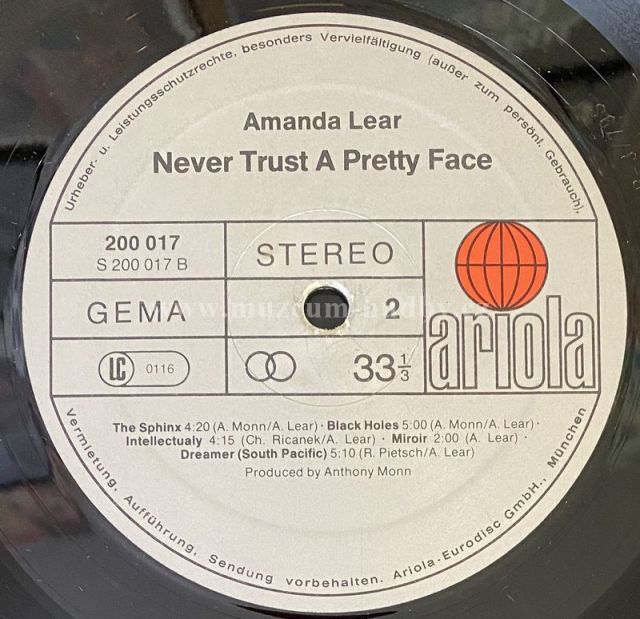 Urheber- u. Leistungsschutzrechte, besonders Vervielfältigung (außer zum persönl. Gebrauch),
Amanda Lear
Never Trust A Pretty Face
200 017
S 200 017 B
STEREO
GEMA
2
LC 0116
33 1/3
ariola
The Sphinx 4:20 (A. Monn/A. Lear) · Black Holes 5:00 (A. Monn/A. Lear) ·
Intellectualy 4:15 (Ch. Ricanek/A. Lear) · Miroir 2:00 (A. Lear) ·
Dreamer (South Pacific) 5:10 (R. Pietsch/A. Lear)
Produced by Anthony Monn
Vermietung, Aufführung, Sendung vorbehalten. Ariola-Eurodisc GmbH., München